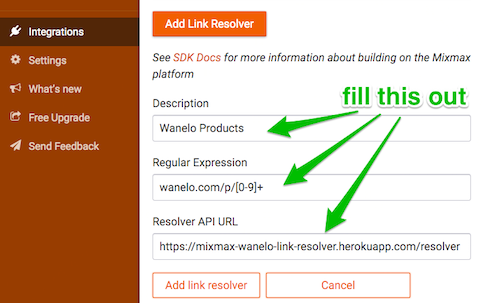 Integrations
Settings
What's new
Free Upgrade
Send Feedback
Add Link Resolver
See SDK Docs for more information about building on the Mixmax
platform
fill this out
Description
Wanelo Products
Regular Expression
wanelo.com/p/[0-9]+
Resolver API URL
https://mixmax-wanelo-link-resolver.herokuapp.com/resolver
Add link resolver
Cancel